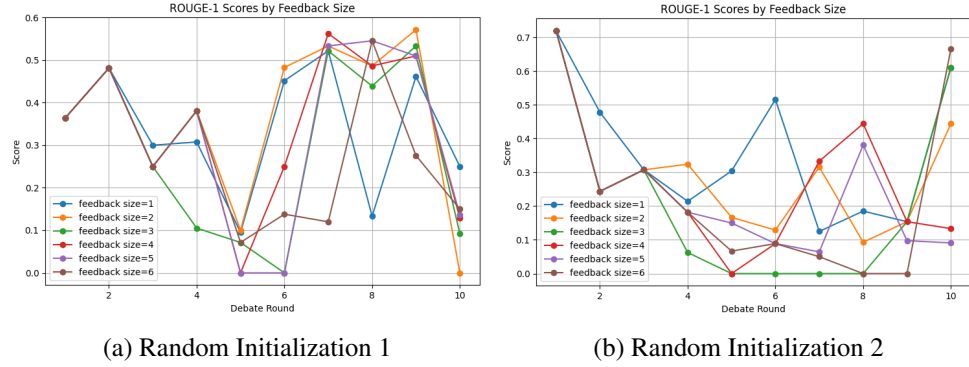 ROUGE-1 Scores by Feedback Size
0.6
0.5
0.4
0.3
0.2
0.1
0.0
Score
feedback size=1
feedback size=2
feedback size=3
feedback size=4
feedback size=5
feedback size=6
2 4 6 8 10
Debate Round
(a) Random Initialization 1
ROUGE-1 Scores by Feedback Size
0.7
0.6
0.5
0.4
0.3
0.2
0.1
0.0
Score
feedback size=1
feedback size=2
feedback size=3
feedback size=4
feedback size=5
feedback size=6
2 4 6 8 10
Debate Round
(b) Random Initialization 2